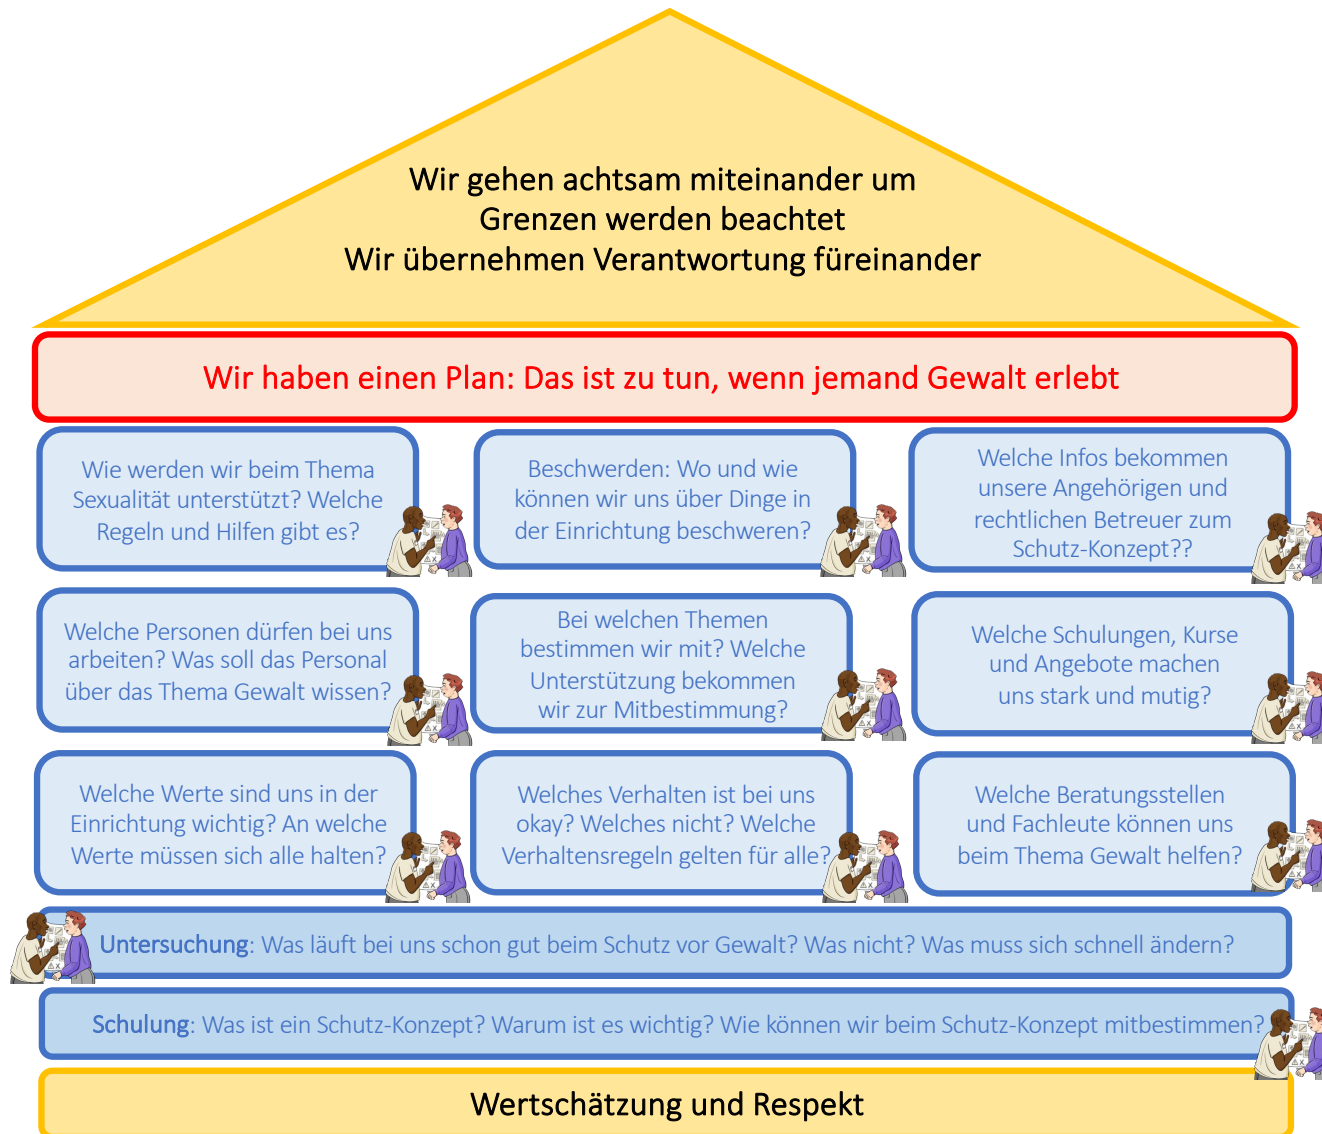 Wir gehen achtsam miteinander um
Grenzen werden beachtet
Wir übernehmen Verantwortung füreinander
Wir haben einen Plan: Das ist zu tun, wenn jemand Gewalt erlebt
Wie werden wir beim Thema
Sexualität unterstützt? Welche
Regeln und Hilfen gibt es?
Beschwerden: Wo und wie
können wir uns über Dinge in
der Einrichtung beschweren?
Welche Infos bekommen
unsere Angehörigen und
rechtlichen Betreuer zum
Schutz-Konzept??
Welche Personen dürfen bei uns
arbeiten? Was soll das Personal
über das Thema Gewalt wissen?
Bei welchen Themen
bestimmen wir mit? Welche
Unterstützung bekommen
wir zur Mitbestimmung?
Welche Schulungen, Kurse
und Angebote machen
uns stark und mutig?
Welche Werte sind uns in der
Einrichtung wichtig? An welche
Werte müssen sich alle halten?
Welches Verhalten ist bei uns
okay? Welches nicht? Welche
Verhaltensregeln gelten für alle?
Welche Beratungsstellen
und Fachleute können uns
beim Thema Gewalt helfen?
Untersuchung: Was läuft bei uns schon gut beim Schutz vor Gewalt? Was nicht? Was muss sich schnell ändern?
Schulung: Was ist ein Schutz-Konzept? Warum ist es wichtig? Wie können wir beim Schutz-Konzept mitbestimmen?
Wertschätzung und Respekt